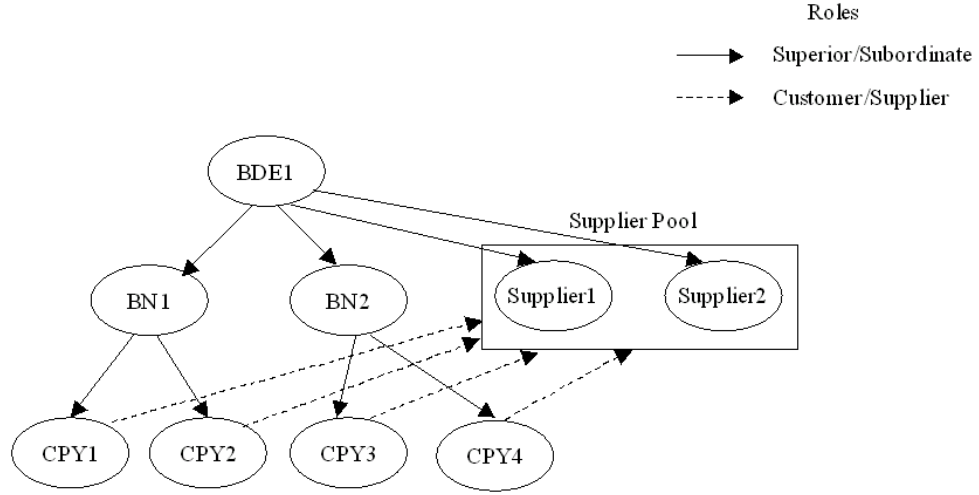 Roles
Superior/Subordinate
Customer/Supplier
BDE1
Supplier Pool
BN1
BN2
Supplier1
Supplier2
CPY1
CPY2
CPY3
CPY4